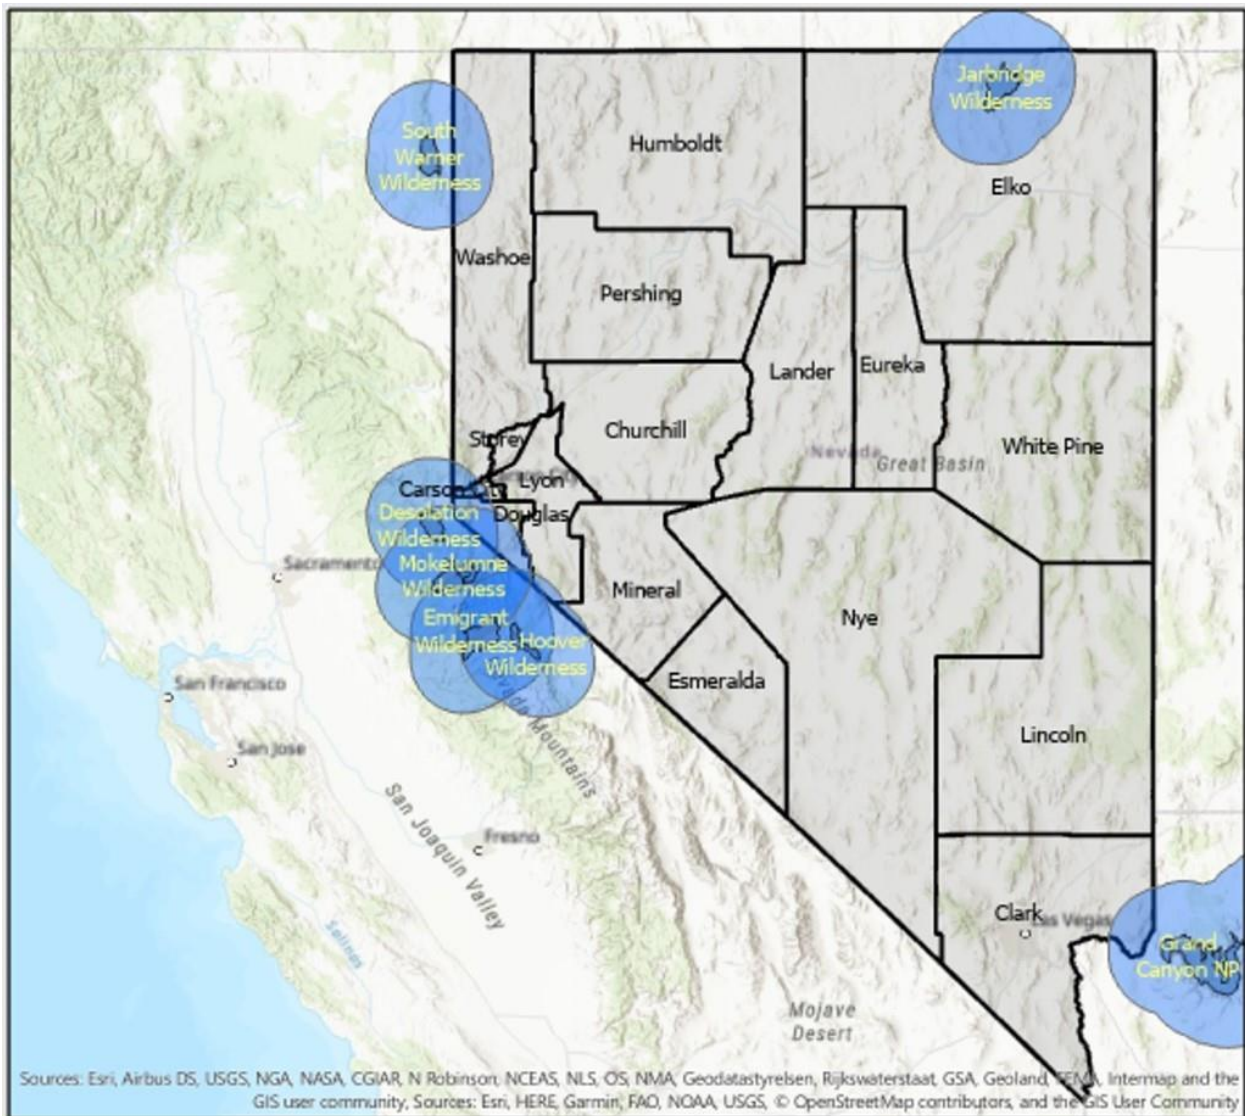 Jarbridge
Wilderness
South
Warner
Wilderness
Humboldt
Elko
Washoe
Pershing
Lander
Eureka
Churchill
Storey
White Pine
Nevada
Great Basin
Lyon
Carson City
Desolation
Wilderness
Douglas
Sacramento
Mokelumne
Wilderness
Mineral
Nye
Emigrant
Wilderness
Hoover
Wilderness
San Francisco
Esmeralda
Lincoln
San Jose
Mountains
San Joaquin Valley
Fresno
Clark
Las Vegas
Salinas
Grand
Canyon NP
Mojave
Desert
Sources: Esri, Airbus DS, USGS, NGA, NASA, CGIAR, N Robinson, NCEAS, NLS, OS, NMA, Geodatastyrelsen, Rijkswaterstaat, GSA, Geoland, FEMA, Intermap and the
GIS user community, Sources: Esri, HERE, Garmin, FAO, NOAA, USGS, © OpenStreetMap contributors, and the GIS User Community